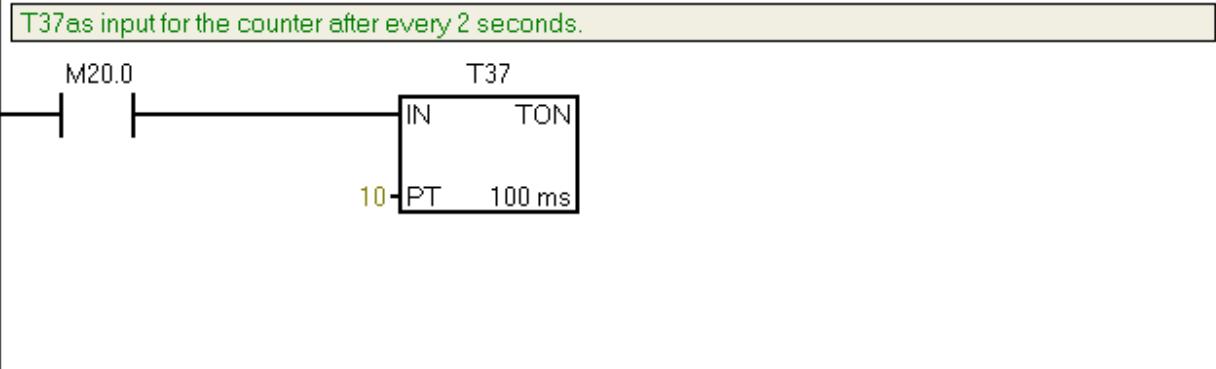 T37as input for the counter after every 2 seconds.
M20.0
T37
IN TON
10 PT 100 ms